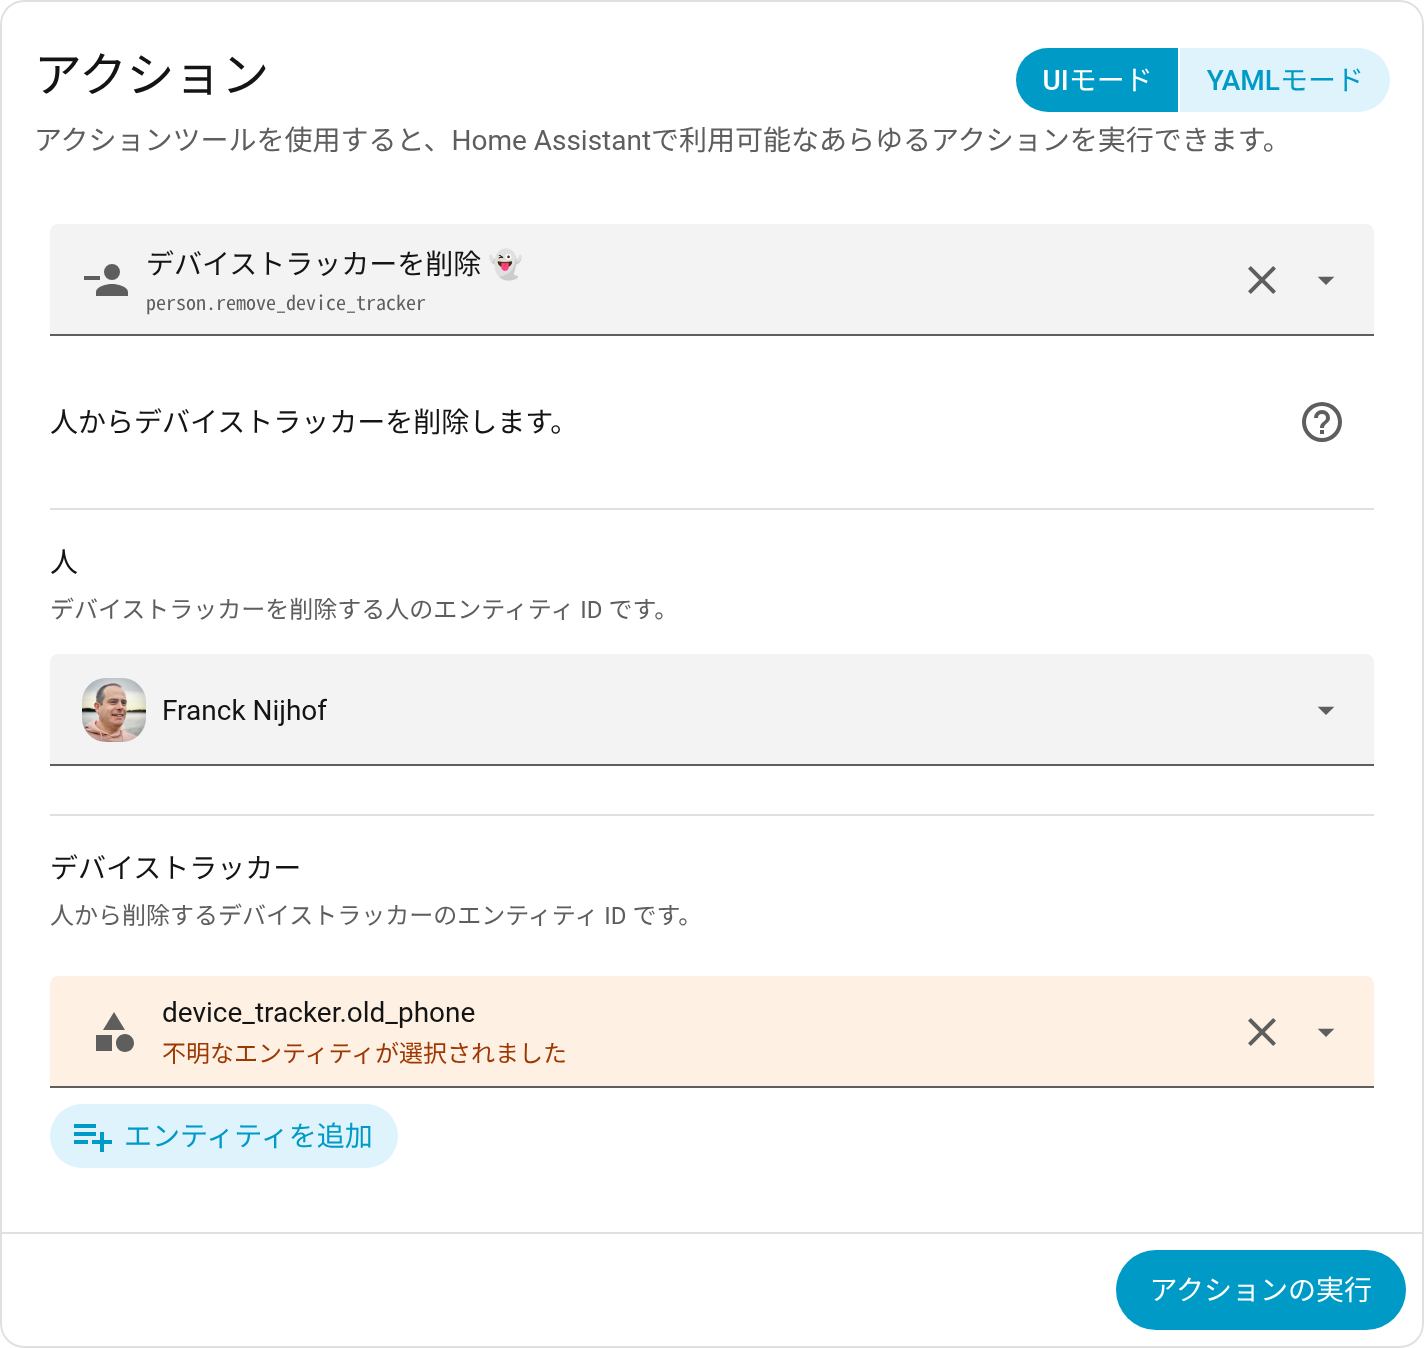 アクション
UIモード
YAMLモード
アクションツールを使用すると、Home Assistantで利用可能なあらゆるアクションを実行できます。
デバイストラッカーを削除 👻
person.remove_device_tracker
人からデバイストラッカーを削除します。
人
デバイストラッカーを削除する人のエンティティ ID です。
Franck Nijhof
デバイストラッカー
人から削除するデバイストラッカーのエンティティ ID です。
device_tracker.old_phone
不明なエンティティが選択されました
エンティティを追加
アクションの実行